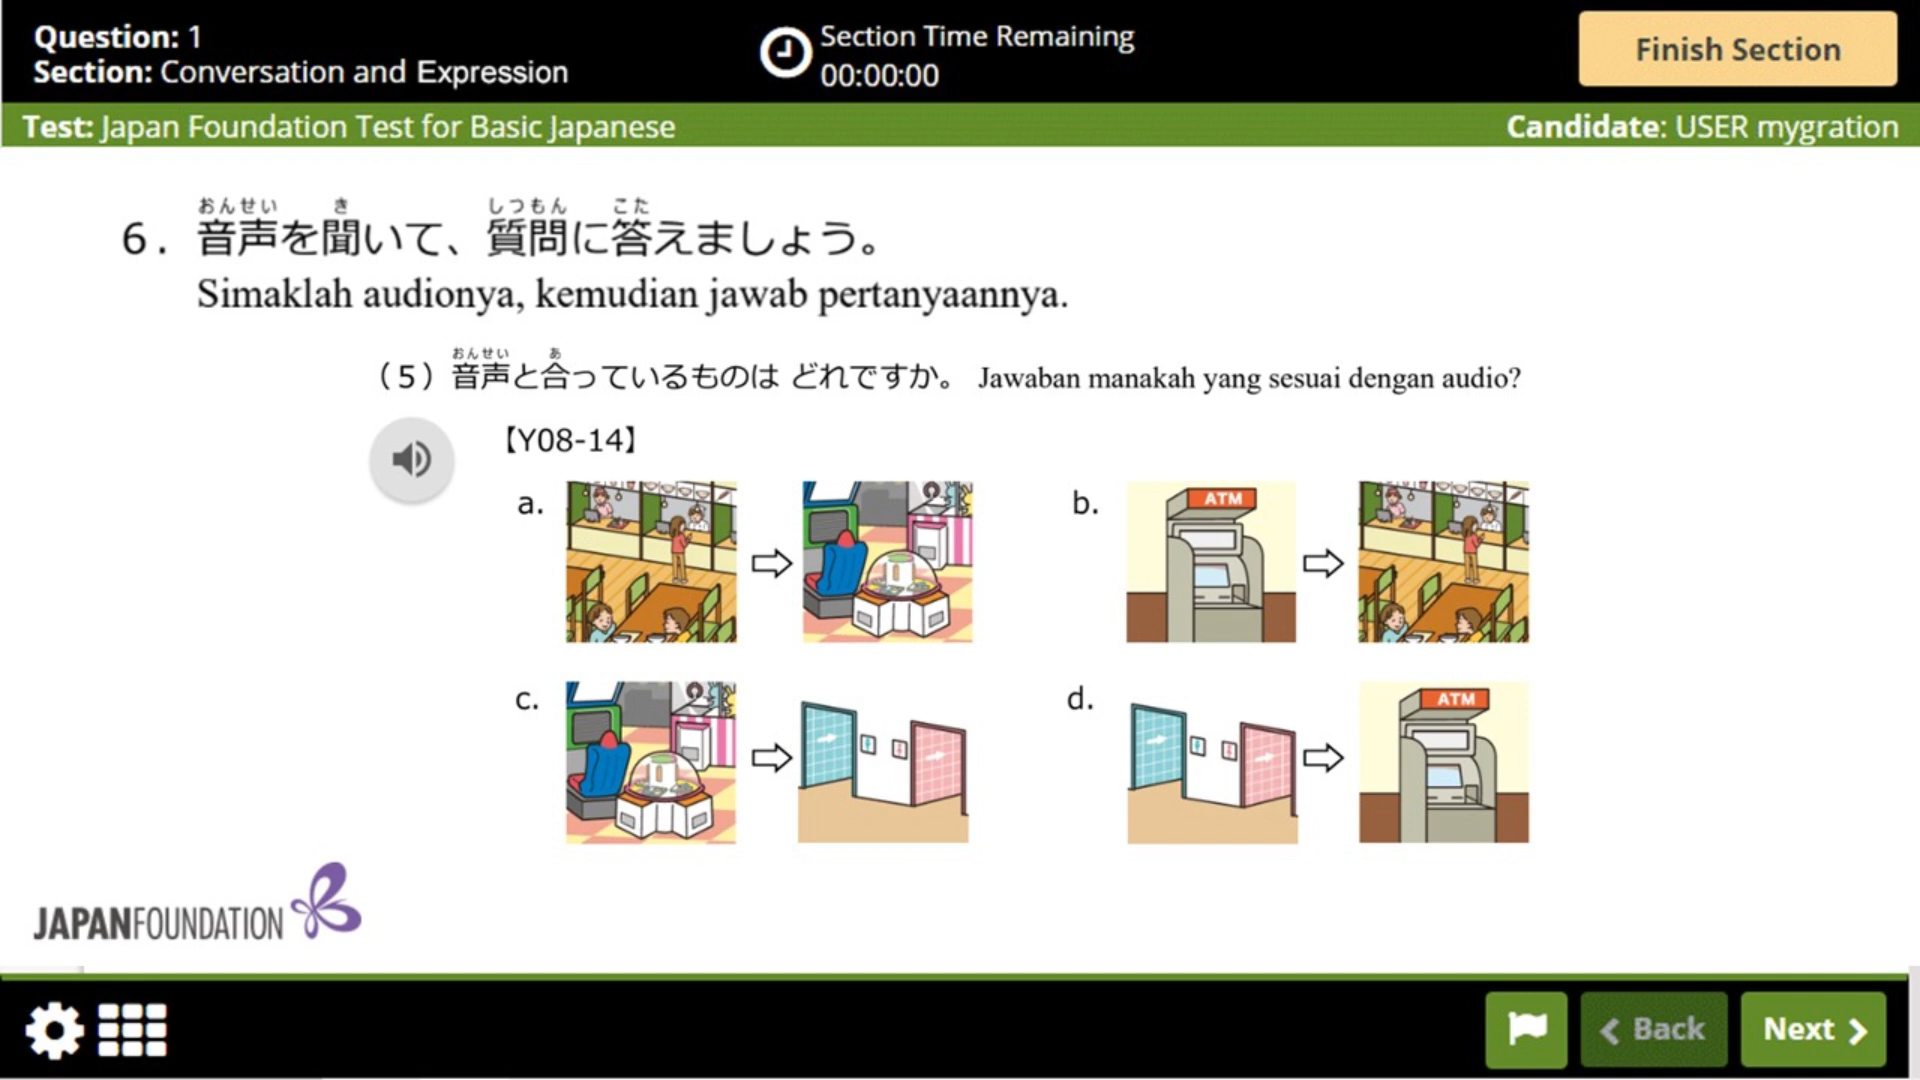 Question: 1
Section: Conversation and Expression
Section Time Remaining
00:00:00
Finish Section
Test: Japan Foundation Test for Basic Japanese
Candidate: USER mygration
おんせい き しつもん こた
6. 音声を聞いて、質問に答えましょう。
Simaklah audionya, kemudian jawab pertanyaannya.
おんせい あ
（5）音声と合っているものは どれですか。 Jawaban manakah yang sesuai dengan audio?
【Y08-14】
a.
b.
ATM
c.
d.
ATM
JAPANFOUNDATION
Back
Next